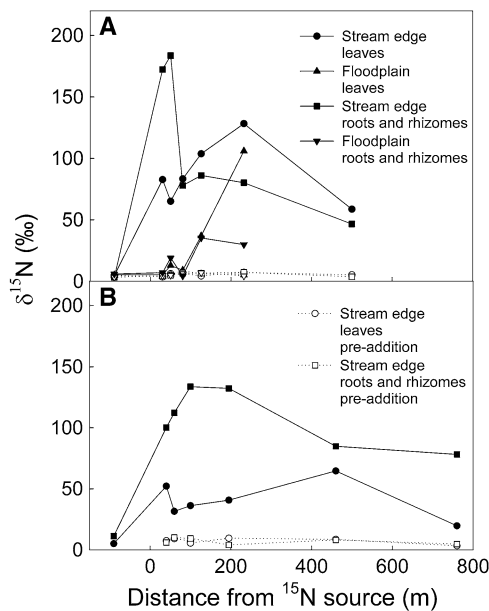 A
200
150
100
50
0
Stream edge
leaves
Floodplain
leaves
Stream edge
roots and rhizomes
Floodplain
roots and rhizomes
δ¹⁵N (‰)
B
200
150
100
50
0
Stream edge
leaves
pre-addition
Stream edge
roots and rhizomes
pre-addition
0 200 400 600 800
Distance from ¹⁵N source (m)